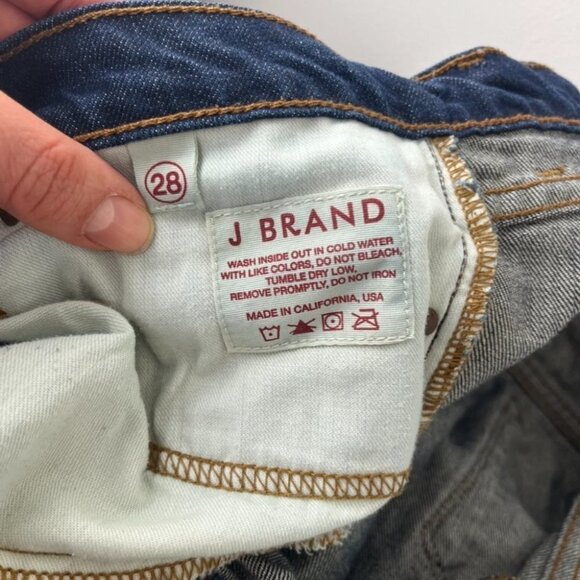 28
J BRAND
WASH INSIDE OUT IN COLD WATER
WITH LIKE COLORS, DO NOT BLEACH,
TUMBLE DRY LOW.
REMOVE PROMPTLY, DO NOT IRON
MADE IN CALIFORNIA, USA